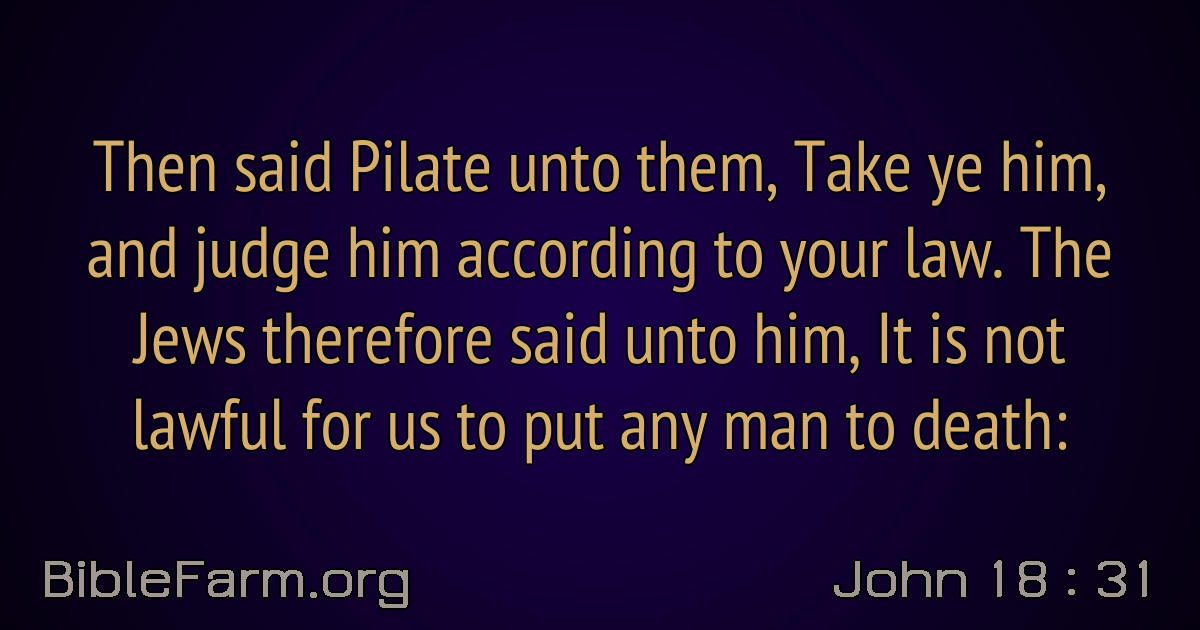 Then said Pilate unto them, Take ye him,
and judge him according to your law. The
Jews therefore said unto him, It is not
lawful for us to put any man to death:
BibleFarm.org
John 18 : 31